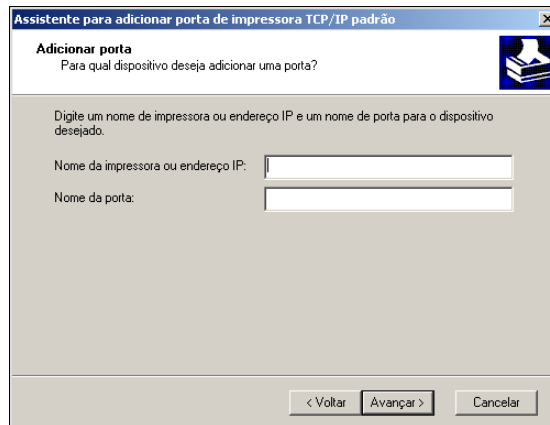 Assistente para adicionar porta de impressora TCP/IP padrão
Adicionar porta
Para qual dispositivo deseja adicionar uma porta?
Digite um nome de impressora ou endereço IP e um nome de porta para o dispositivo
desejado.
Nome da impressora ou endereço IP:
Nome da porta:
< Voltar Avançar > Cancelar